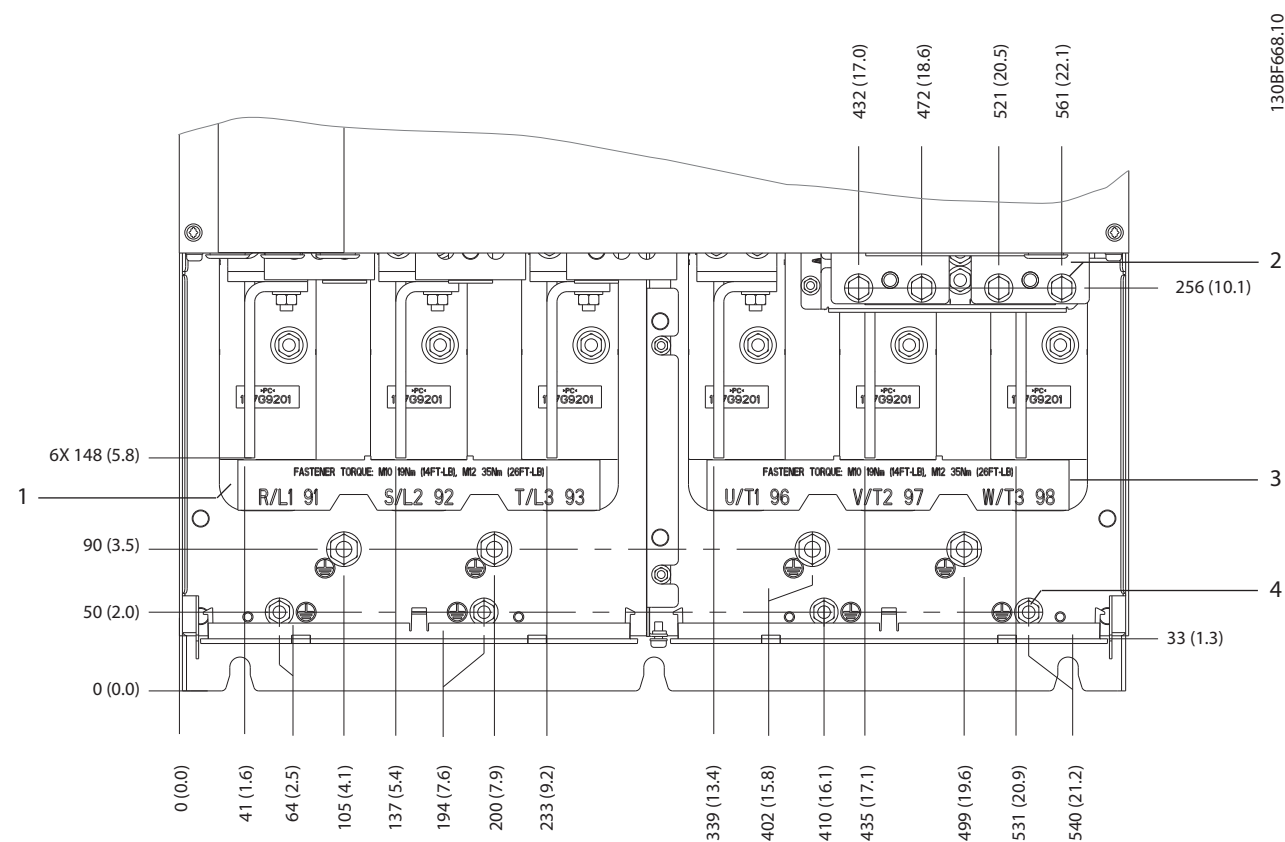 130BF668.10
432 (17.0)
472 (18.6)
521 (20.5)
561 (22.1)
2
256 (10.1)
»PC«
»PC«
»PC«
»PC«
»PC«
»PC«
6X 148 (5.8)
FASTENER TORQUE: M10 19Nm (14FT-LB), M12 35Nm (26FT-LB)
FASTENER TORQUE: M10 19Nm (14FT-LB), M12 35Nm (26FT-LB)
1
R/L1 91 S/L2 92 T/L3 93
U/T1 96 V/T2 97 W/T3 98
3
90 (3.5)
50 (2.0)
4
33 (1.3)
0 (0.0)
0 (0.0)
41 (1.6)
64 (2.5)
105 (4.1)
137 (5.4)
194 (7.6)
200 (7.9)
233 (9.2)
339 (13.4)
402 (15.8)
410 (16.1)
435 (17.1)
499 (19.6)
531 (20.9)
540 (21.2)